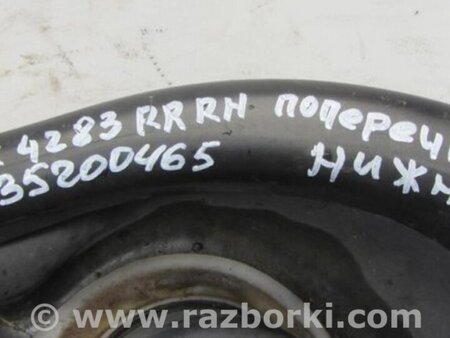 4283 RR RH попереч
35200465 нижн
www.razborki.com